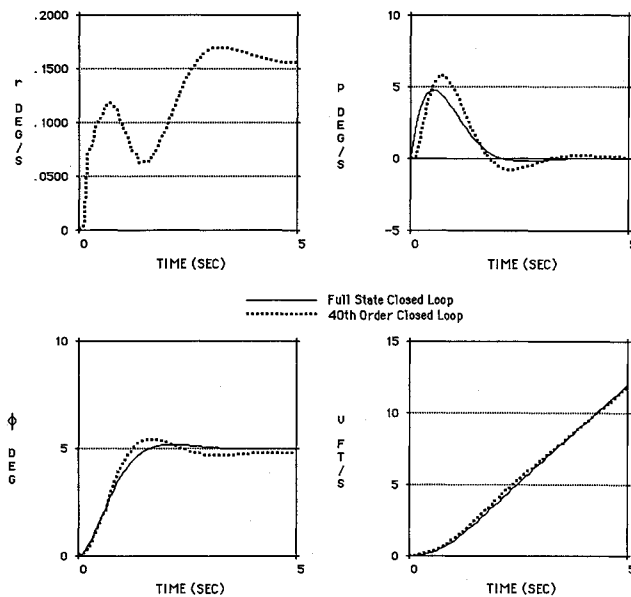 .2000
.1500
.1000
.0500
0
r DEG/S
0 5
TIME (SEC)
10
5
0
-5
P DEG/S
0 5
TIME (SEC)
Full State Closed Loop
40th Order Closed Loop
10
5
0
ϕ DEG
0 5
TIME (SEC)
15
10
5
0
υ FT/S
0 5
TIME (SEC)